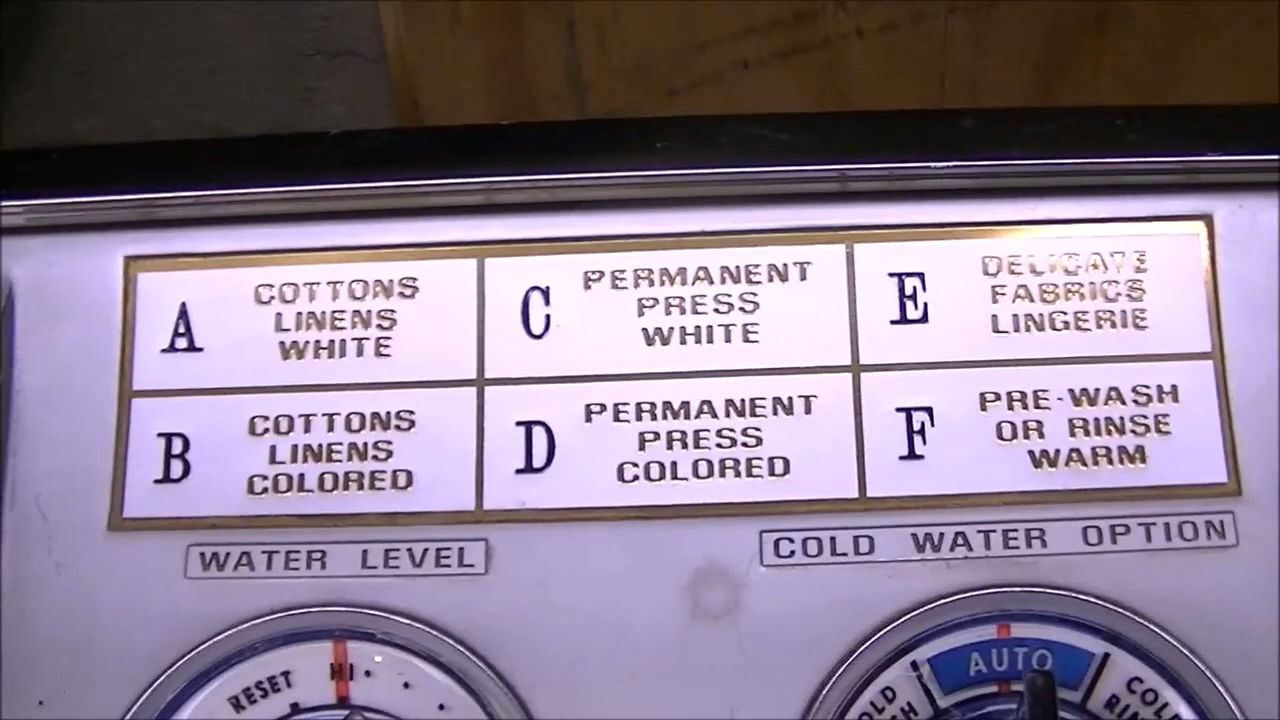 A
COTTONS
LINENS
WHITE
C
PERMANENT
PRESS
WHITE
E
DELICATE
FABRICS
LINGERIE
B
COTTONS
LINENS
COLORED
D
PERMANENT
PRESS
COLORED
F
PRE-WASH
OR RINSE
WARM
WATER LEVEL
COLD WATER OPTION
RESET
HI
AUTO